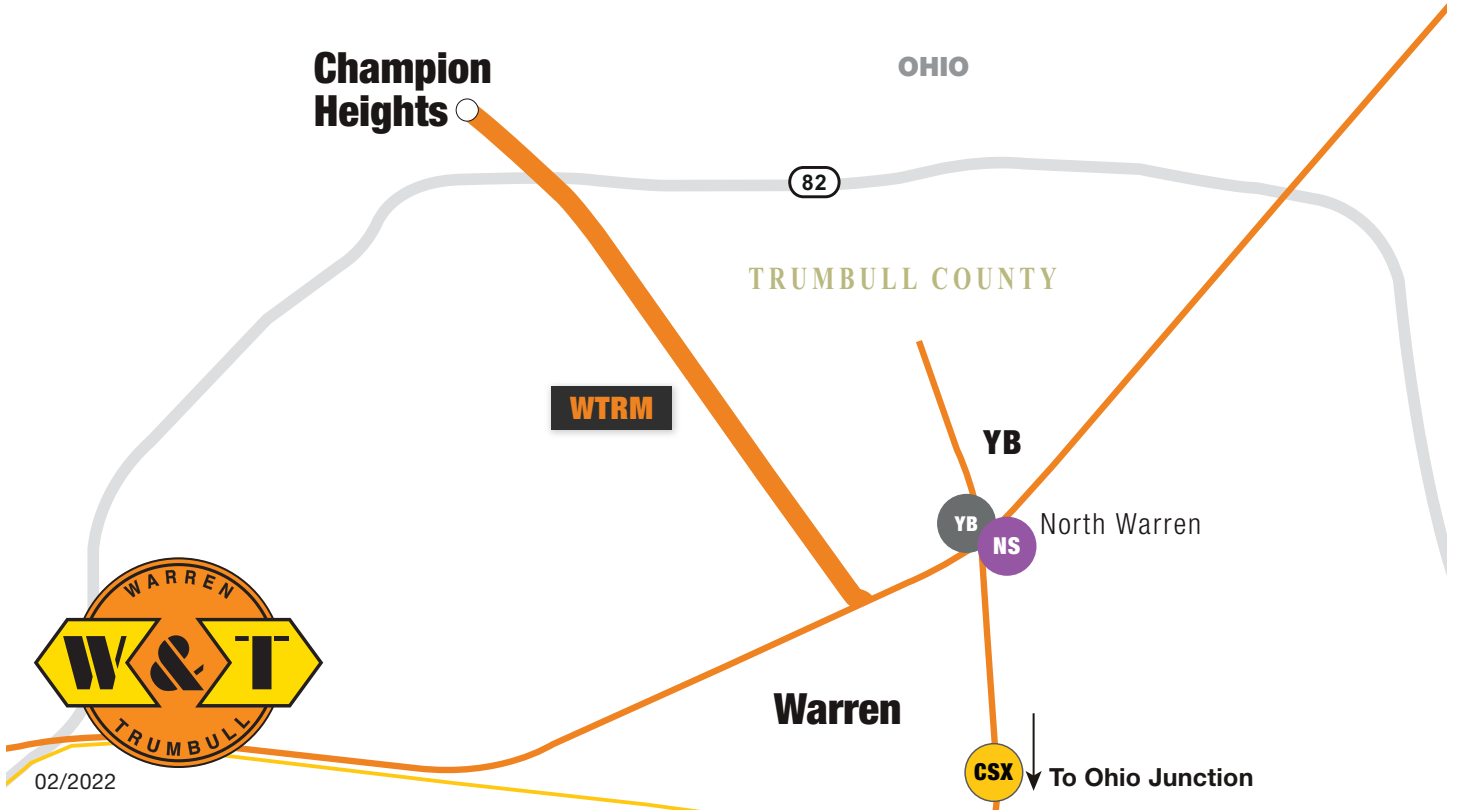 Champion
Heights
OHIO
82
TRUMBULL COUNTY
WTRM
YB
YB
NS
North Warren
WARREN
W&T
TRUMBULL
Warren
CSX
To Ohio Junction
02/2022